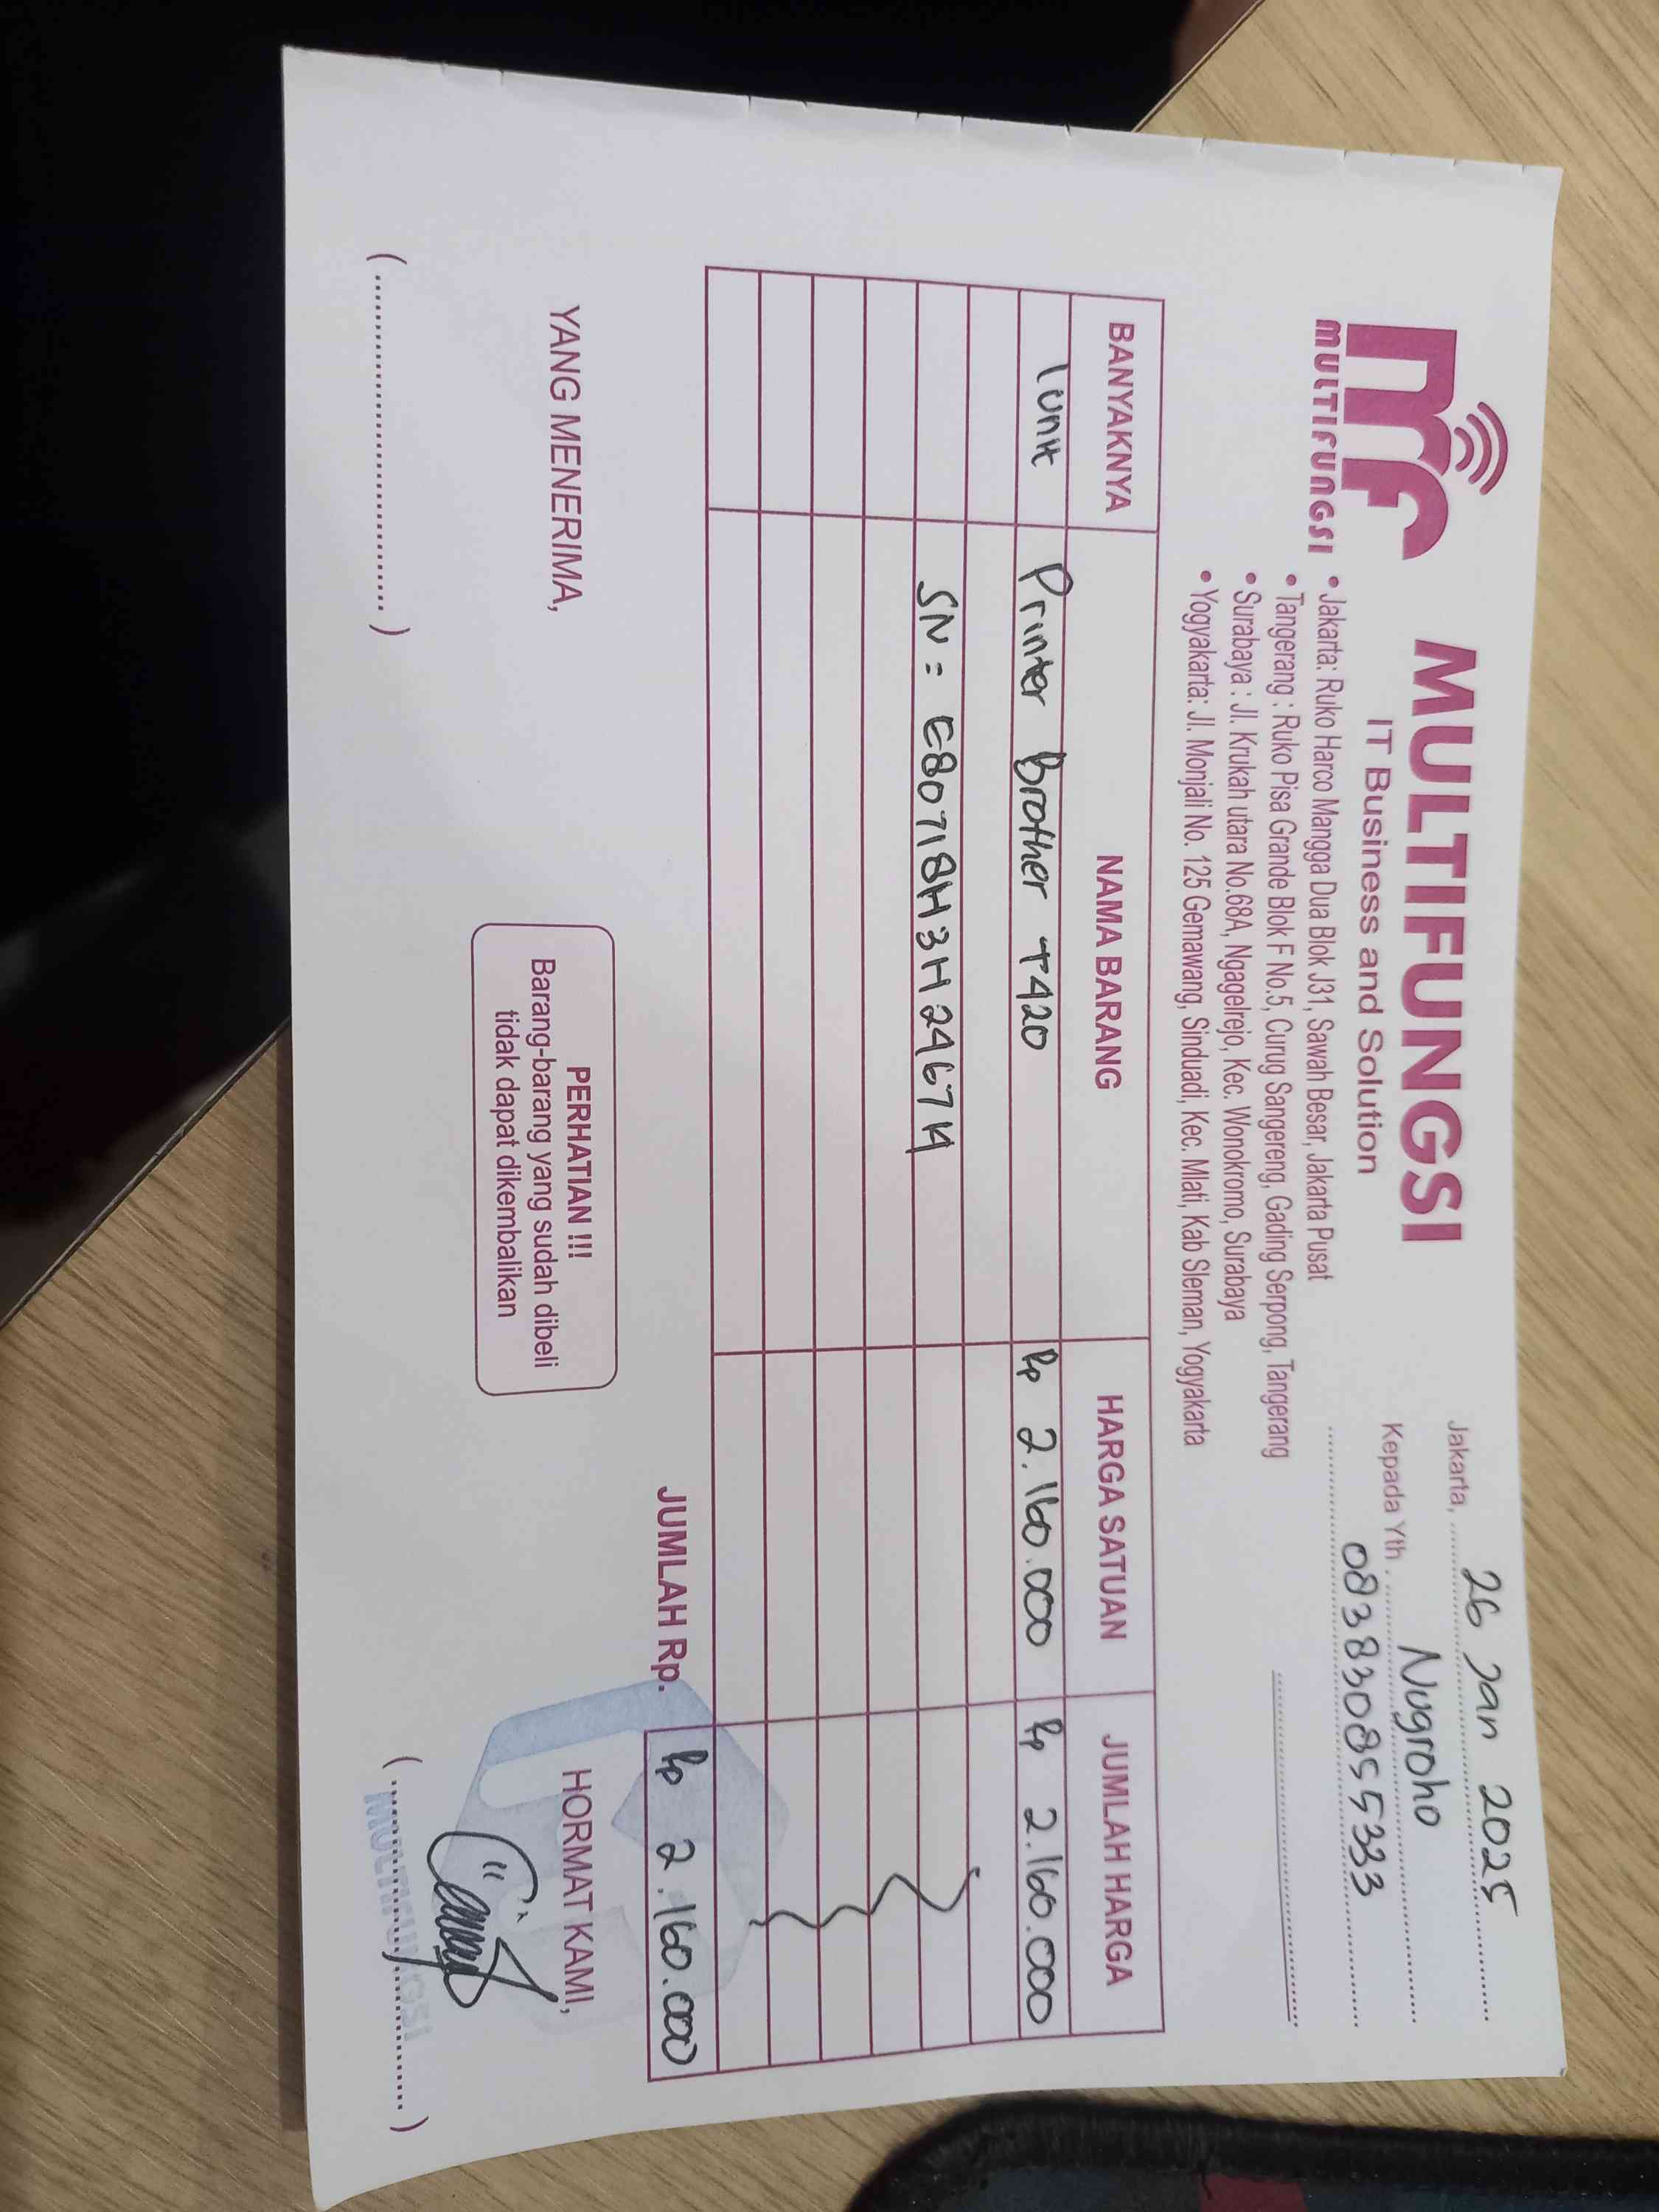 MULTIFUNGSI
MULTIFUNGSI
IT Business and Solution
• Jakarta: Ruko Harco Mangga Dua Blok J31, Sawah Besar, Jakarta Pusat
• Tangerang : Ruko Pisa Grande Blok F No.5, Curug Sangereng, Gading Serpong, Tangerang
• Surabaya : Jl. Krukah utara No.68A, Ngagelrejo, Kec. Wonokromo, Surabaya
• Yogyakarta: Jl. Monjali No. 125 Gemawang, Sinduadi, Kec. Mlati, Kab Sleman, Yogyakarta
Jakarta, 26 Jan 2025
Kepada Yth. Nugroho
083830895333
BANYAKNYA NAMA BARANG HARGA SATUAN JUMLAH HARGA
1 unit Printer Brother T420 Rp 2.160.000 Rp 2.160.000
SN = E80718H3H2467
JUMLAH Rp. Rp 2.160.000
YANG MENERIMA,
PERHATIAN !!!
Barang-barang yang sudah dibeli
tidak dapat dikembalikan
HORMAT KAMI,
MULTIFUNGSI